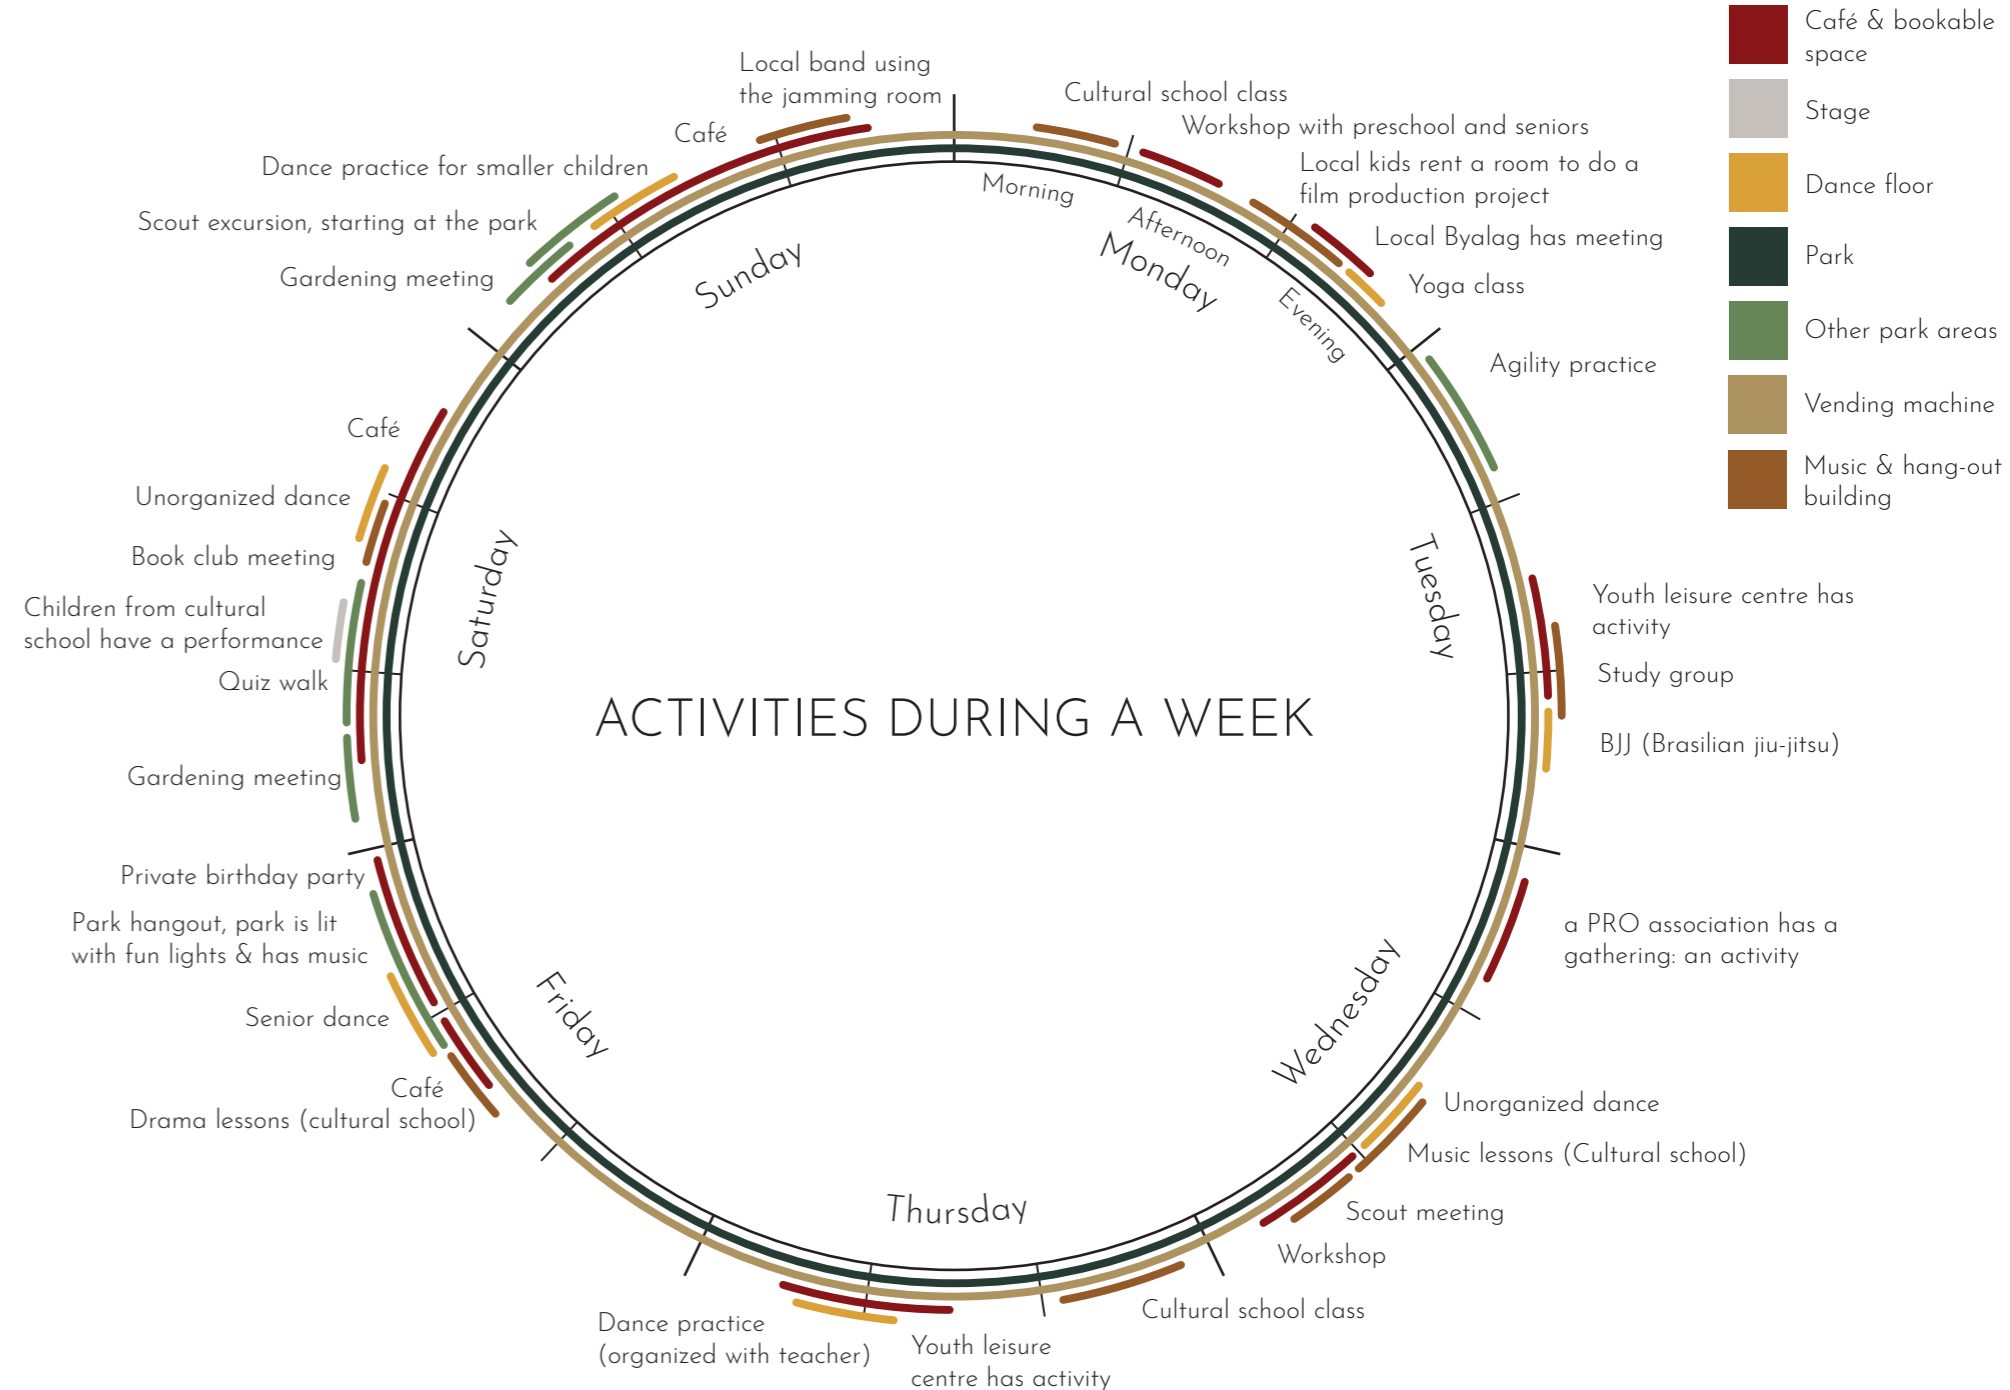 Café & bookable
space
Stage
Dance floor
Park
Other park areas
Vending machine
Music & hang-out
building
Local band using
the jamming room
Café
Dance practice for smaller children
Scout excursion, starting at the park
Gardening meeting
Cultural school class
Workshop with preschool and seniors
Local kids rent a room to do a
film production project
Local Byalag has meeting
Yoga class
Agility practice
Morning
Afternoon
Evening
Monday
Tuesday
Wednesday
Thursday
Friday
Saturday
Sunday
ACTIVITIES DURING A WEEK
Youth leisure centre has
activity
Study group
BJJ (Brasilian jiu-jitsu)
a PRO association has a
gathering: an activity
Unorganized dance
Music lessons (Cultural school)
Scout meeting
Workshop
Cultural school class
Youth leisure
centre has activity
Dance practice
(organized with teacher)
Drama lessons (cultural school)
Café
Senior dance
Park hangout, park is lit
with fun lights & has music
Private birthday party
Gardening meeting
Quiz walk
Children from cultural
school have a performance
Book club meeting
Unorganized dance
Café